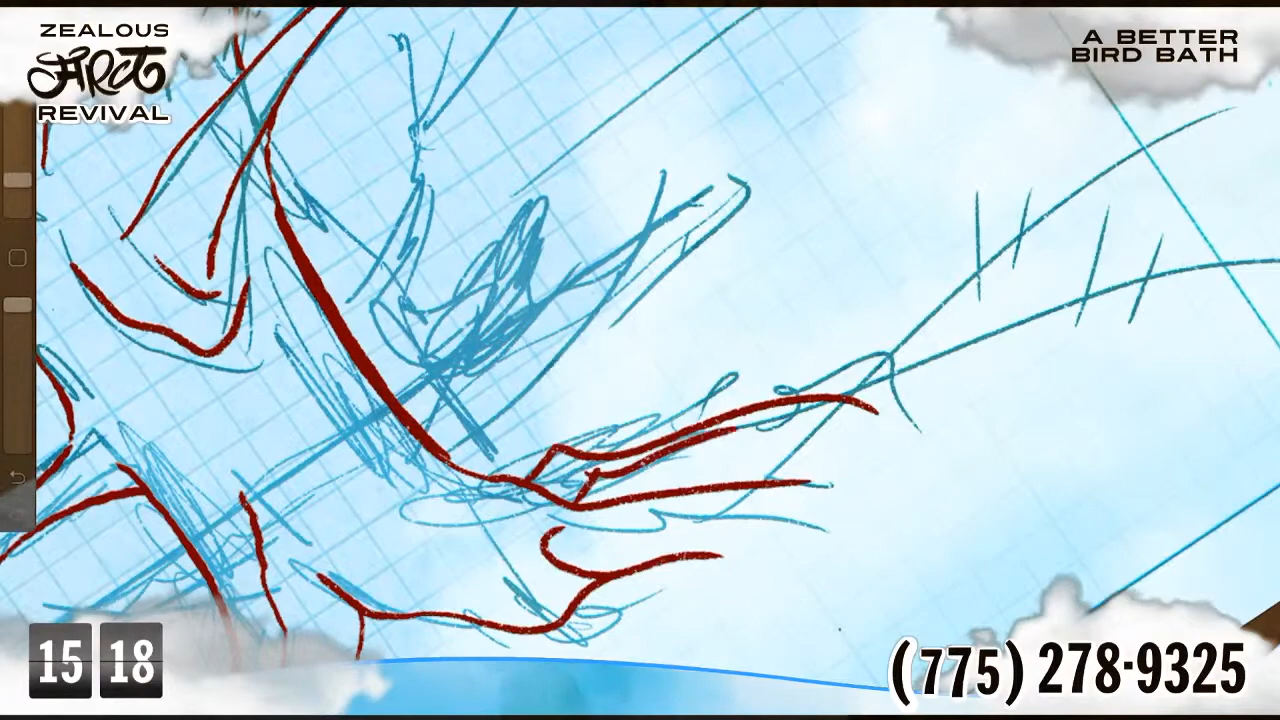 ZEALOUS
REVIVAL
A BETTER
BIRD BATH
15 18
(775) 278-9325